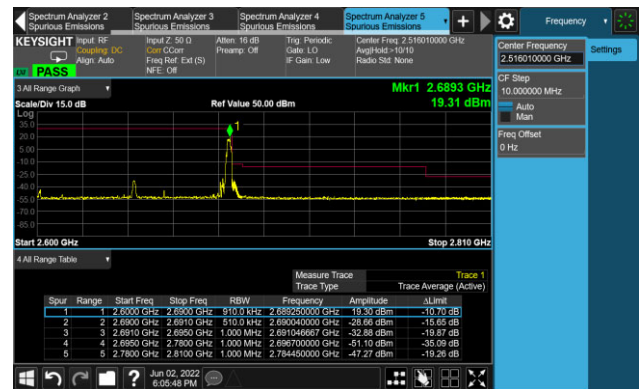 Spectrum Analyzer 2
Spurious Emissions
Spectrum Analyzer 3
Spurious Emissions
Spectrum Analyzer 4
Spurious Emissions
Spectrum Analyzer 5
Spurious Emissions
Frequency
KEYSIGHT
Input: RF
Coupling: DC
Align: Auto
Input Z: 50 Ω
Corr CCorr
Freq Ref: Ext (S)
NFE: Off
Atten: 16 dB
Preamp: Off
Trig: Periodic
Gate: LO
IF Gain: Low
Center Freq: 2.516010000 GHz
Avg|Hold:>10/10
Radio Std: None
PASS
Center Frequency
2.516010000 GHz
Settings
CF Step
10.000000 MHz
Auto
Man
Freq Offset
0 Hz
3 All Range Graph
Mkr1 2.6893 GHz
Scale/Div 15.0 dB
Ref Value 50.00 dBm
19.31 dBm
Log
35.0
20.0
5.00
-10.0
-25.0
-40.0
-55.0
-70.0
-85.0
1
Start 2.600 GHz
Stop 2.810 GHz
4 All Range Table
Measure Trace Trace 1
Trace Type Trace Average (Active)
Spur Range Start Freq Stop Freq RBW Frequency Amplitude ΔLimit
1 1 2.6000 GHz 2.6900 GHz 910.0 kHz 2.689250000 GHz 19.30 dBm -10.70 dB
2 2 2.6900 GHz 2.6910 GHz 510.0 kHz 2.690040000 GHz -28.66 dBm -15.65 dB
3 3 2.6910 GHz 2.6950 GHz 1.000 MHz 2.691046667 GHz -32.88 dBm -19.87 dB
4 4 2.6950 GHz 2.7800 GHz 1.000 MHz 2.696700000 GHz -51.10 dBm -35.09 dB
5 5 2.7800 GHz 2.8100 GHz 1.000 MHz 2.784450000 GHz -47.27 dBm -19.26 dB
Jun 02, 2022
6:05:48 PM